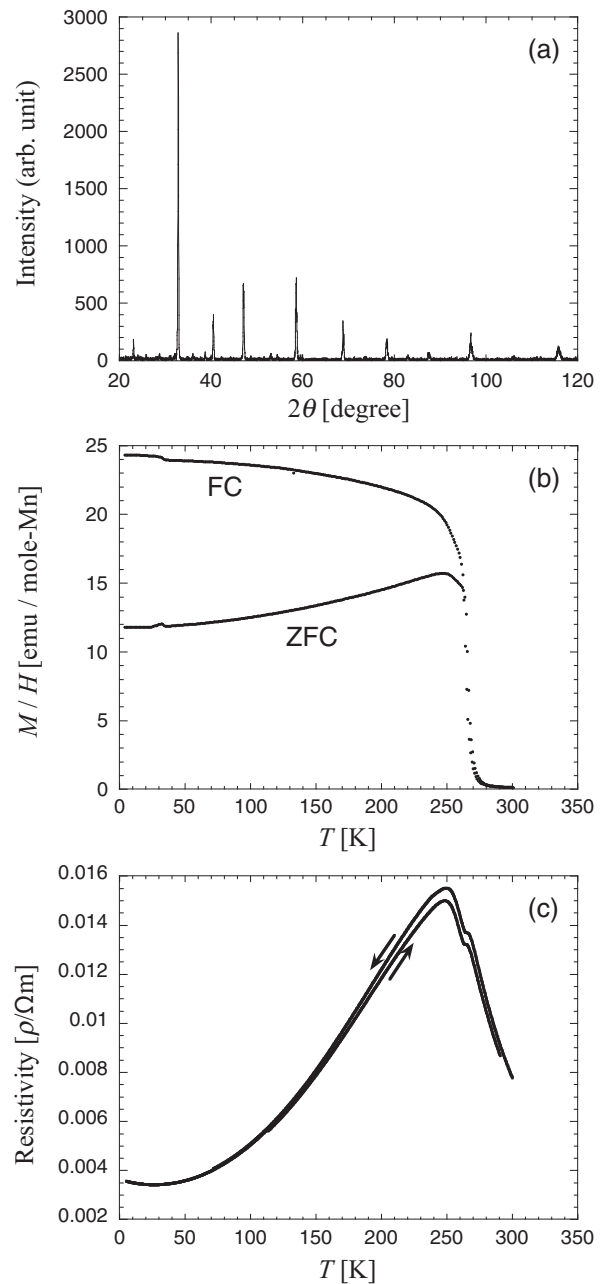 3000
(a)
2500
2000
1500
1000
500
0
Intensity (arb. unit)
20 40 60 80 100 120
2θ [degree]
25
(b)
FC
20
15
ZFC
10
5
0
M / H [emu / mole-Mn]
0 50 100 150 200 250 300 350
T [K]
0.016
(c)
0.014
0.012
0.01
0.008
0.006
0.004
0.002
Resistivity [ρ/Ωm]
0 50 100 150 200 250 300 350
T [K]